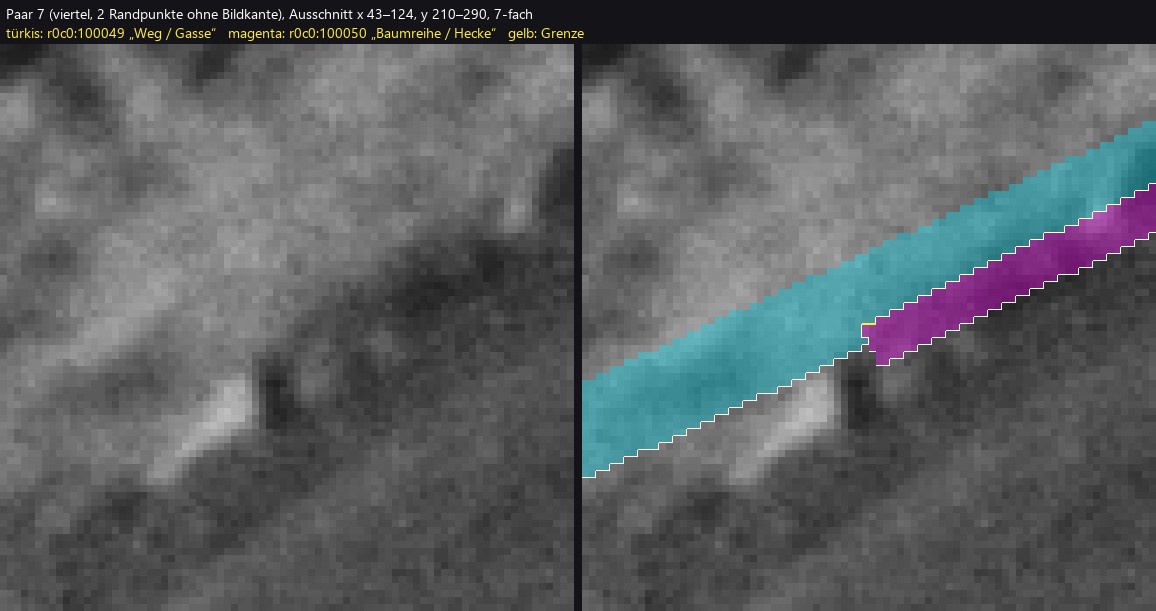 Paar 7 (viertel, 2 Randpunkte ohne Bildkante), Ausschnitt x 43–124, y 210–290, 7-fach
türkis: r0c0:100049 „Weg / Gasse“ magenta: r0c0:100050 „Baumreihe / Hecke“ gelb: Grenze